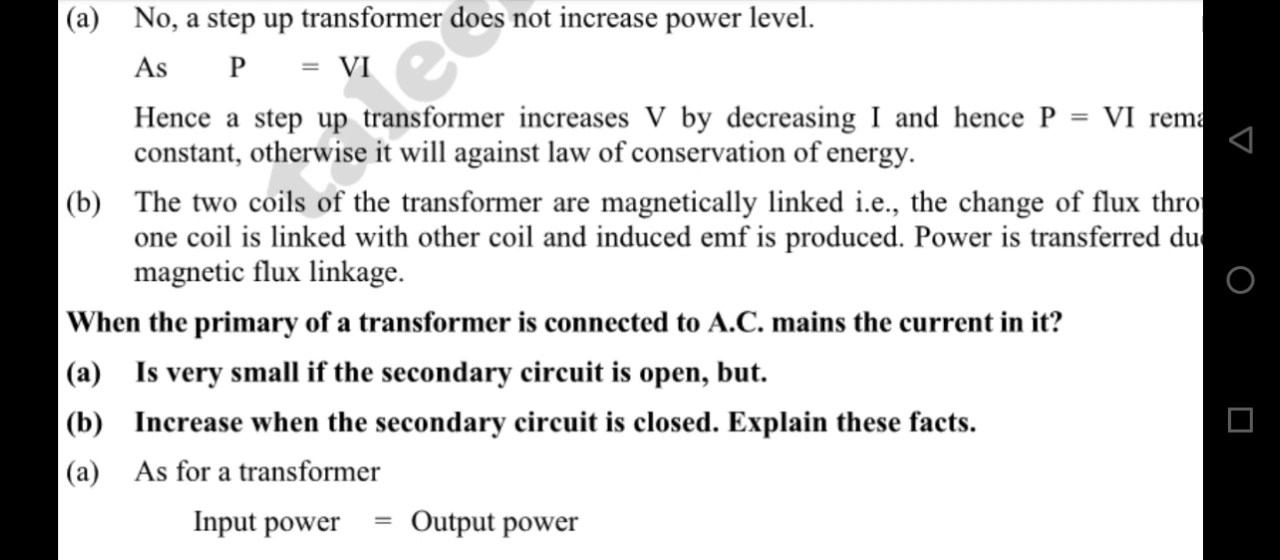 (a) No, a step up transformer does not increase power level.
As P = VI
Hence a step up transformer increases V by decreasing I and hence P = VI
constant, otherwise it will against law of conservation of energy.
(b) The two coils of the transformer are magnetically linked i.e., the change of flux
one coil is linked with other coil and induced emf is produced. Power is transferred
magnetic flux linkage.
When the primary of a transformer is connected to A.C. mains the current in it?
(a) Is very small if the secondary circuit is open, but.
(b) Increase when the secondary circuit is closed. Explain these facts.
(a) As for a transformer
Input power = Output power